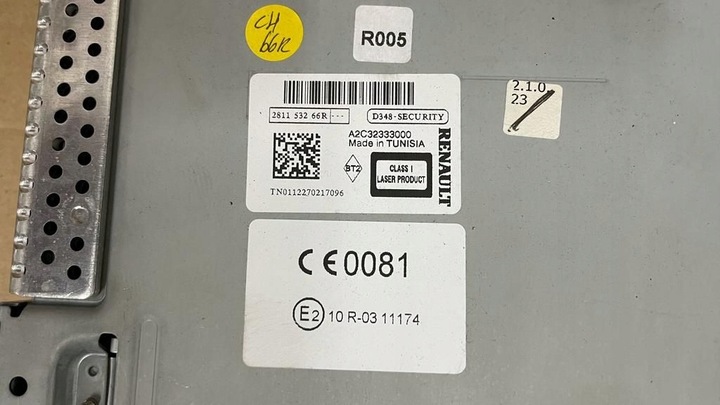 CH
66R
R005
2811 532 66R ---
D348-SECURITY
A2C32333000
Made in TUNISIA
BT2
CLASS I
LASER PRODUCT
RENAULT
TN0112270217096
2.1.0
23
CE0081
E2 10 R-03 11174